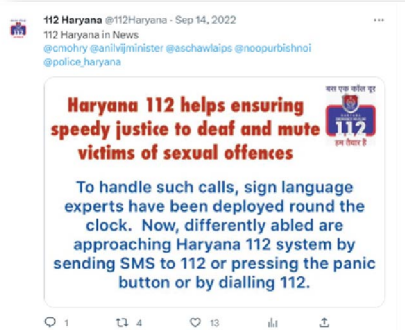 112 Haryana @112Haryana · Sep 14, 2022
112 Haryana in News
@cmohry @anilvijminister @aschawlaips @noopurbishnoi
@police_haryana
बस एक कॉल दूर
Haryana 112 helps ensuring
speedy justice to deaf and mute
victims of sexual offences
112
हम तैयार हैं
To handle such calls, sign language
experts have been deployed round the
clock. Now, differently abled are
approaching Haryana 112 system by
sending SMS to 112 or pressing the panic
button or by dialling 112.
1 4 13